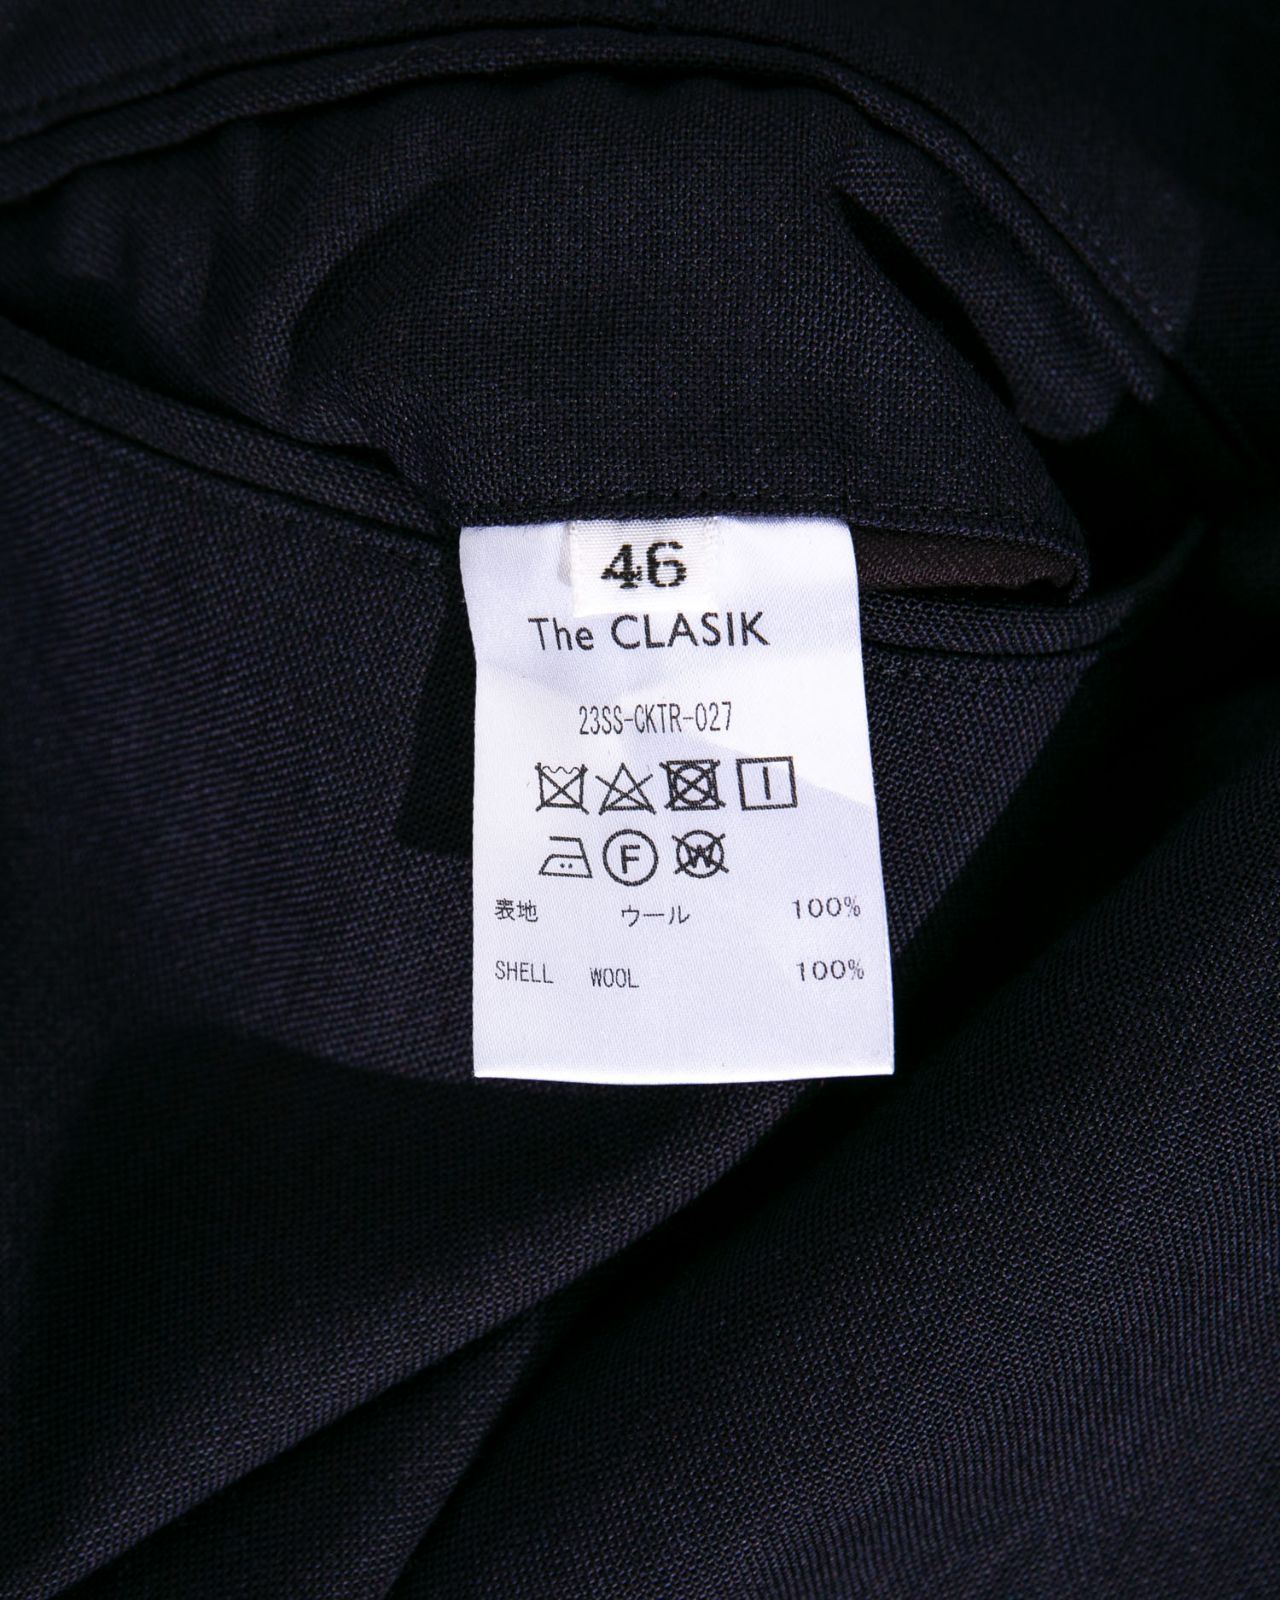 46
The CLASIK
23SS-CKTR-027
F W
表地 ウール 100%
SHELL WOOL 100%